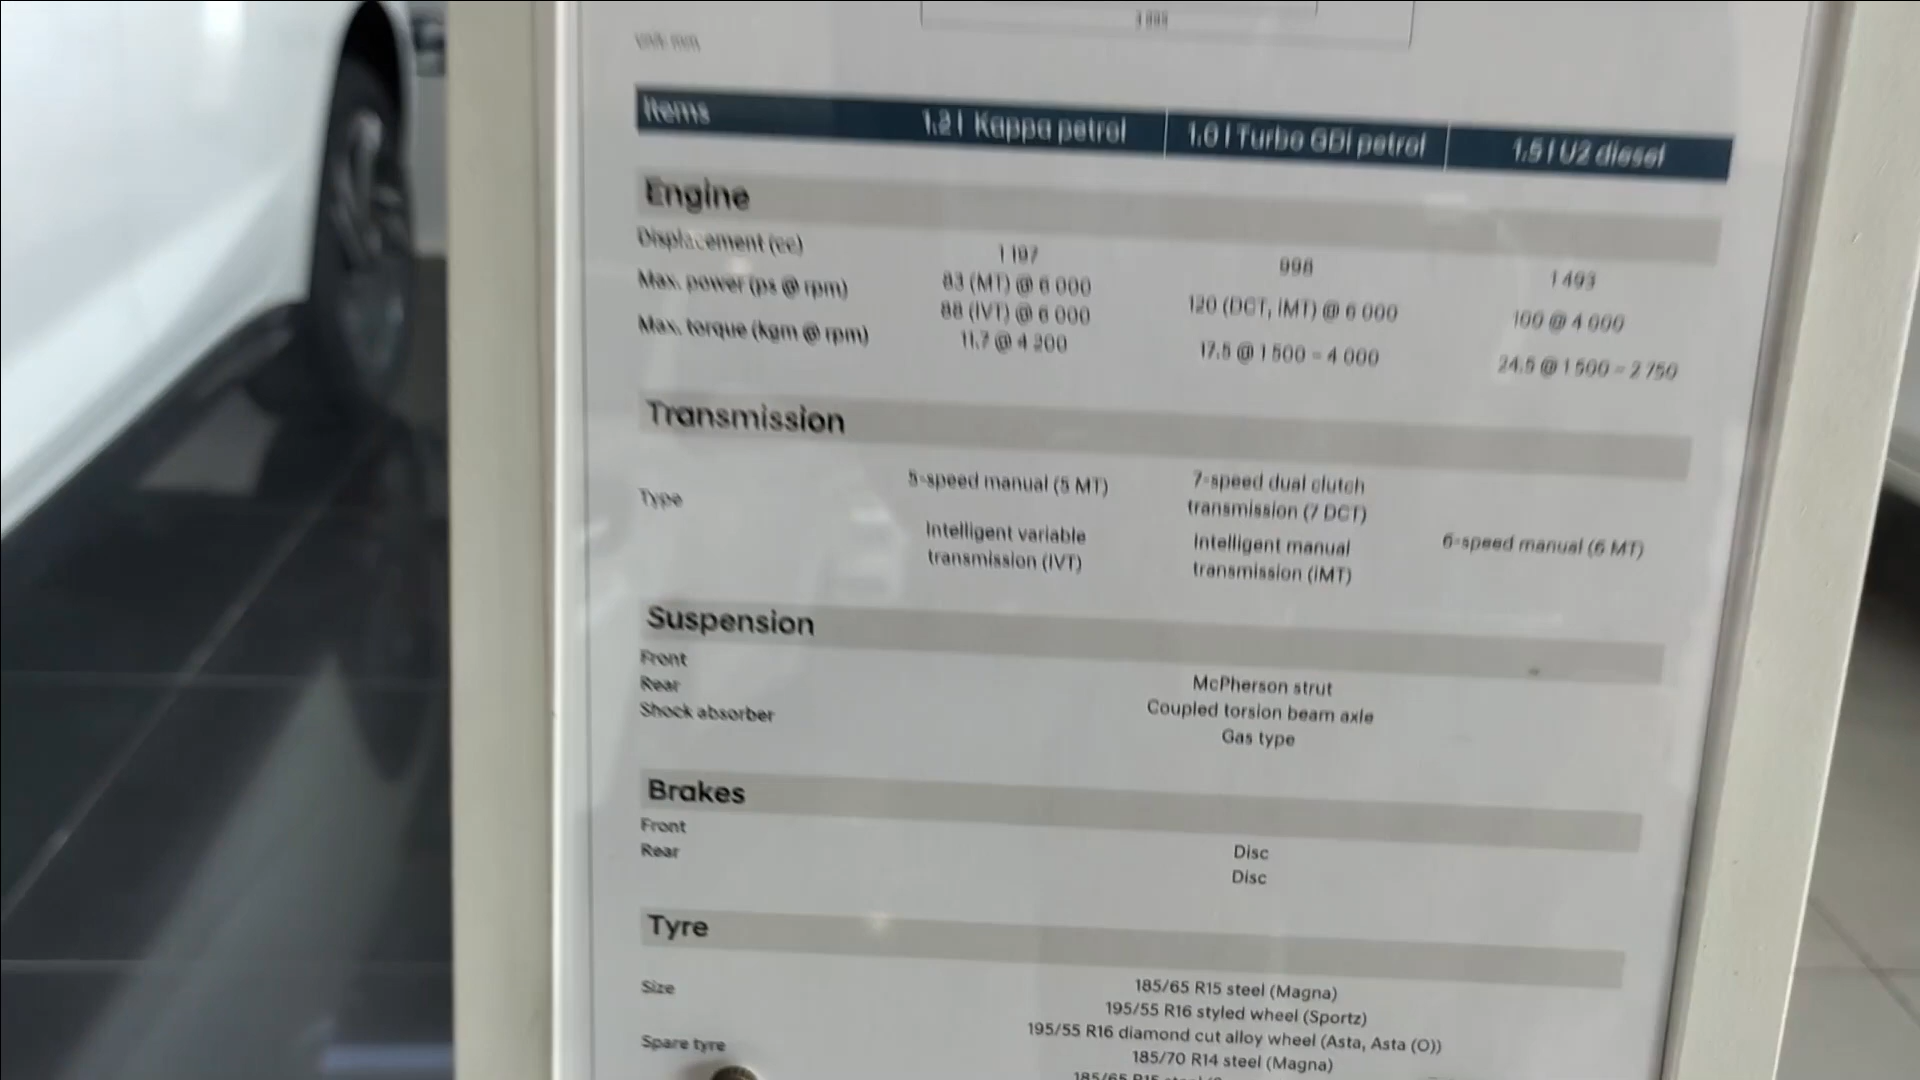 Unit: mm
Items 1.2 l Kappa petrol 1.0 l Turbo GDi petrol 1.5 l U2 diesel
Engine
Displacement (cc) 1 197 998 1 493
Max. power (ps @ rpm) 83 (MT) @ 6 000 120 (DCT, iMT) @ 6 000 100 @ 4 000
88 (IVT) @ 6 000
Max. torque (kgm @ rpm) 11.7 @ 4 200 17.5 @ 1 500 - 4 000 24.5 @ 1 500 - 2 750
Transmission
Type 5-speed manual (5 MT) 7-speed dual clutch
transmission (7 DCT)
Intelligent variable Intelligent manual 6-speed manual (6 MT)
transmission (IVT) transmission (iMT)
Suspension
Front McPherson strut
Rear Coupled torsion beam axle
Shock absorber Gas type
Brakes
Front Disc
Rear Disc
Tyre
Size 185/65 R15 steel (Magna)
195/55 R16 styled wheel (Sportz)
195/55 R16 diamond cut alloy wheel (Asta, Asta (O))
Spare tyre 185/70 R14 steel (Magna)
185/65 R15